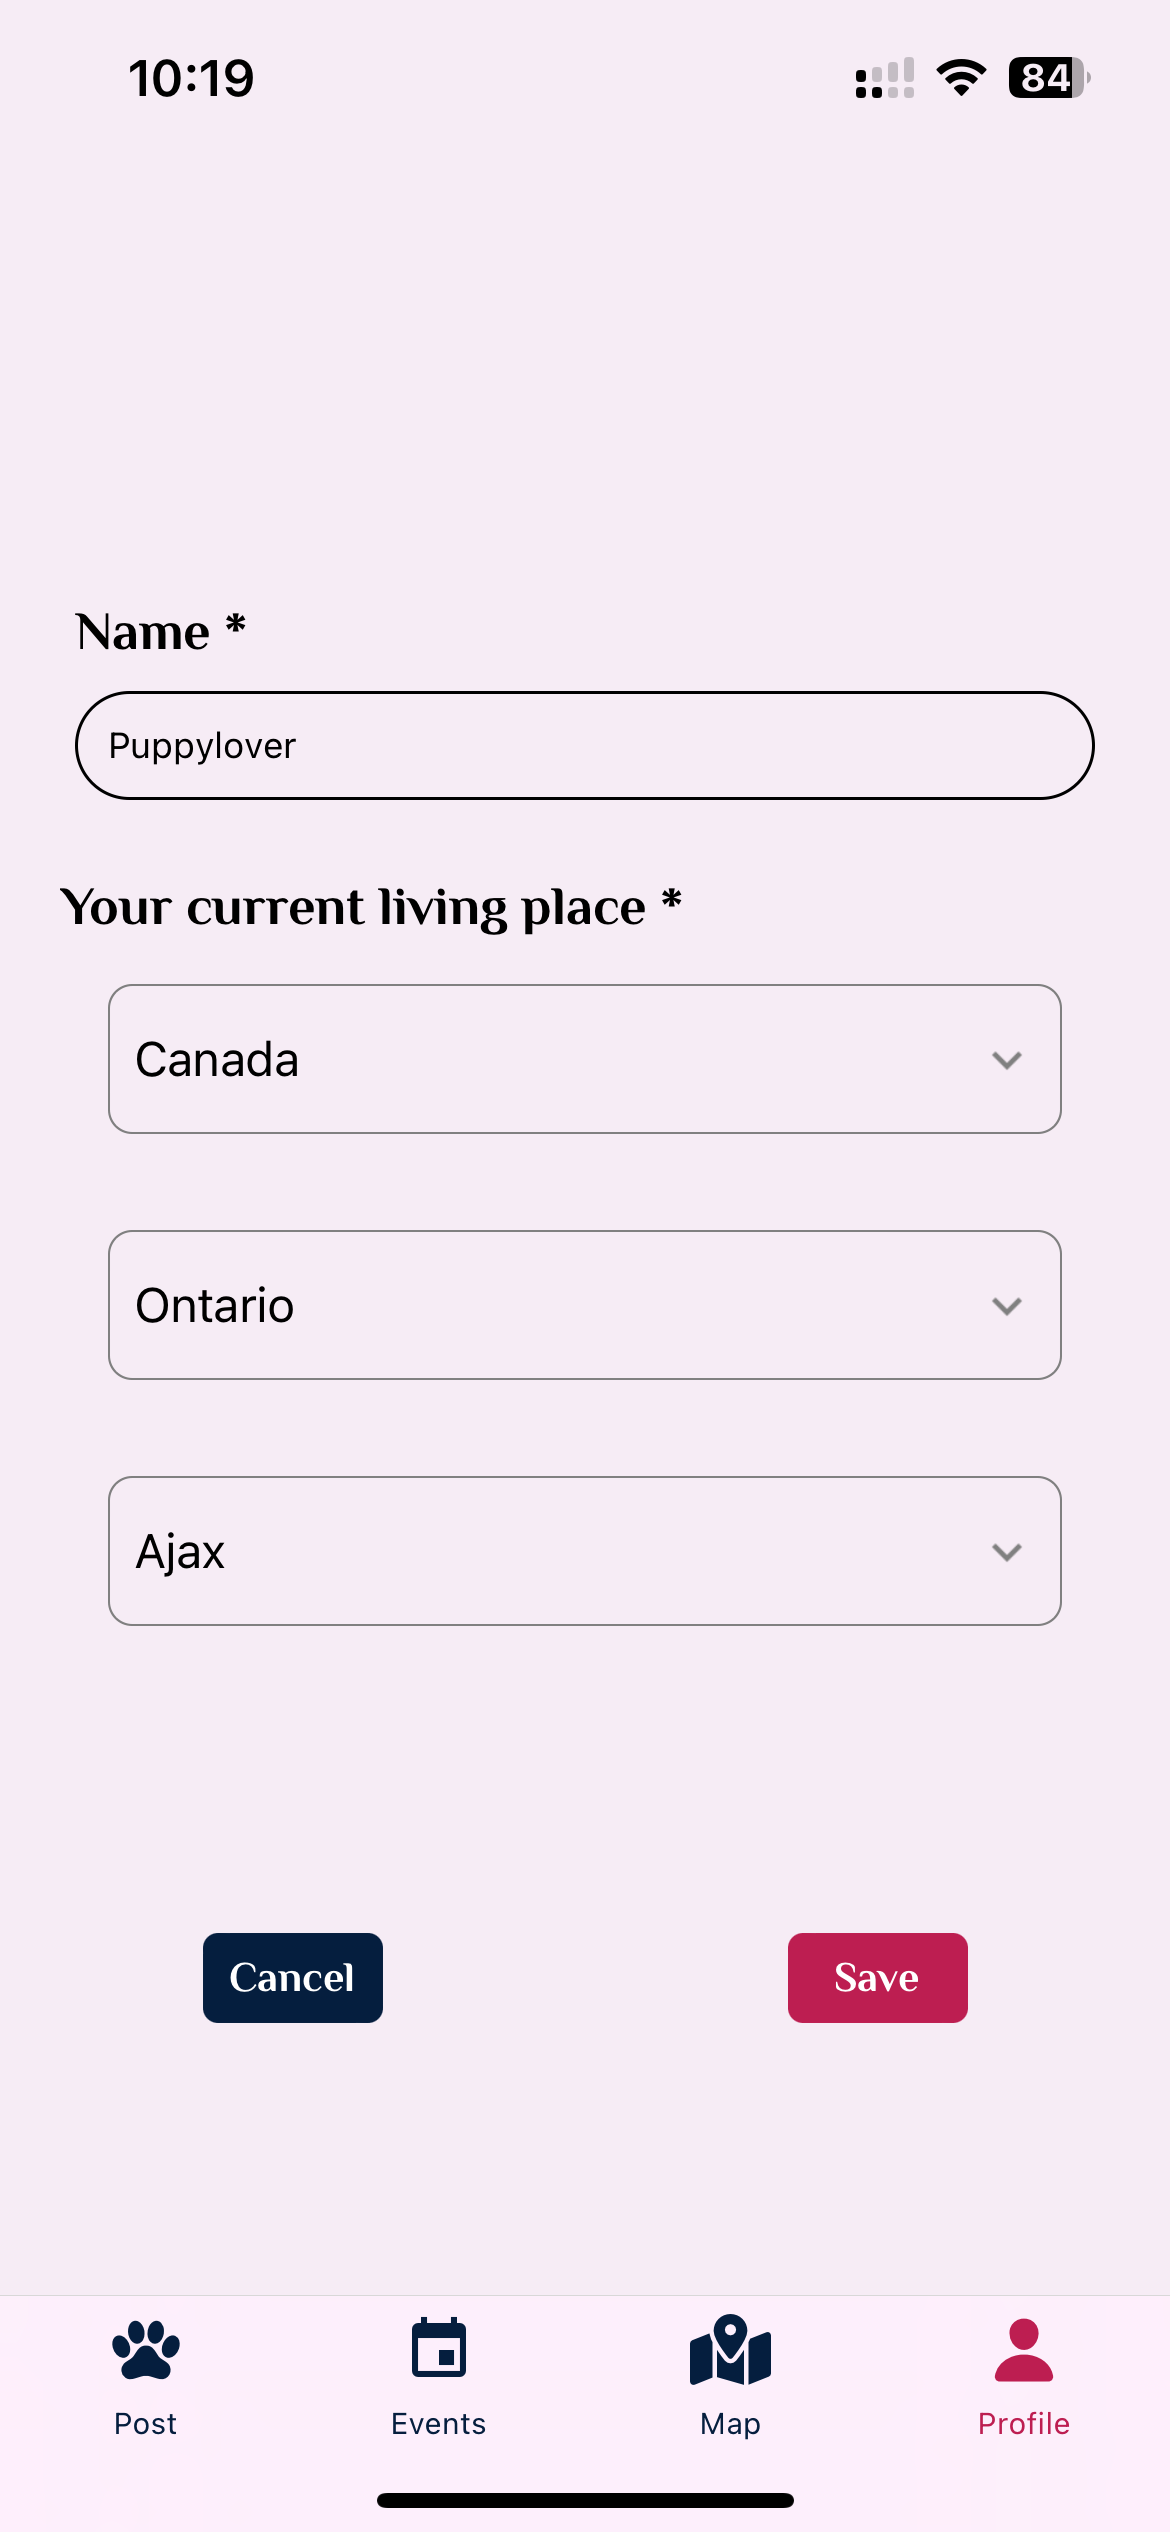 10:19
84
Name *
Puppylover
Your current living place *
Canada
Ontario
Ajax
Cancel
Save
Post
Events
Map
Profile